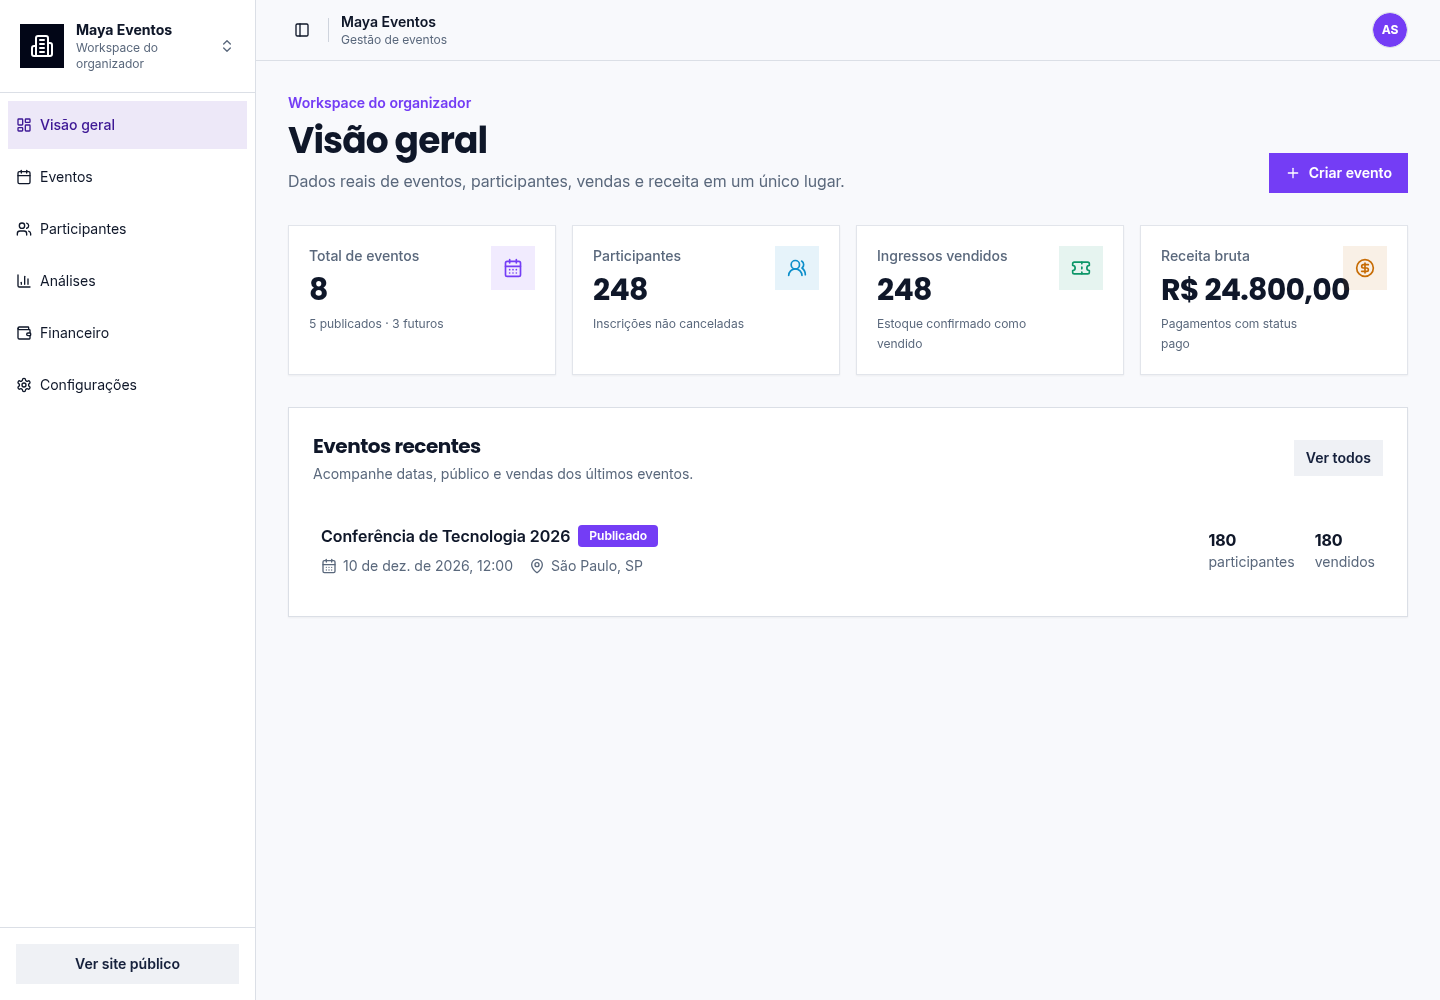 Maya Eventos
Workspace do
organizador
Visão geral
Eventos
Participantes
Análises
Financeiro
Configurações
Ver site público
Maya Eventos
Gestão de eventos
AS
Workspace do organizador
Visão geral
Dados reais de eventos, participantes, vendas e receita em um único lugar.
Criar evento
Total de eventos
8
5 publicados · 3 futuros
Participantes
248
Inscrições não canceladas
Ingressos vendidos
248
Estoque confirmado como
vendido
Receita bruta
R$ 24.800,00
Pagamentos com status
pago
Eventos recentes
Acompanhe datas, público e vendas dos últimos eventos.
Ver todos
Conferência de Tecnologia 2026 Publicado
10 de dez. de 2026, 12:00 São Paulo, SP
180
participantes
180
vendidos